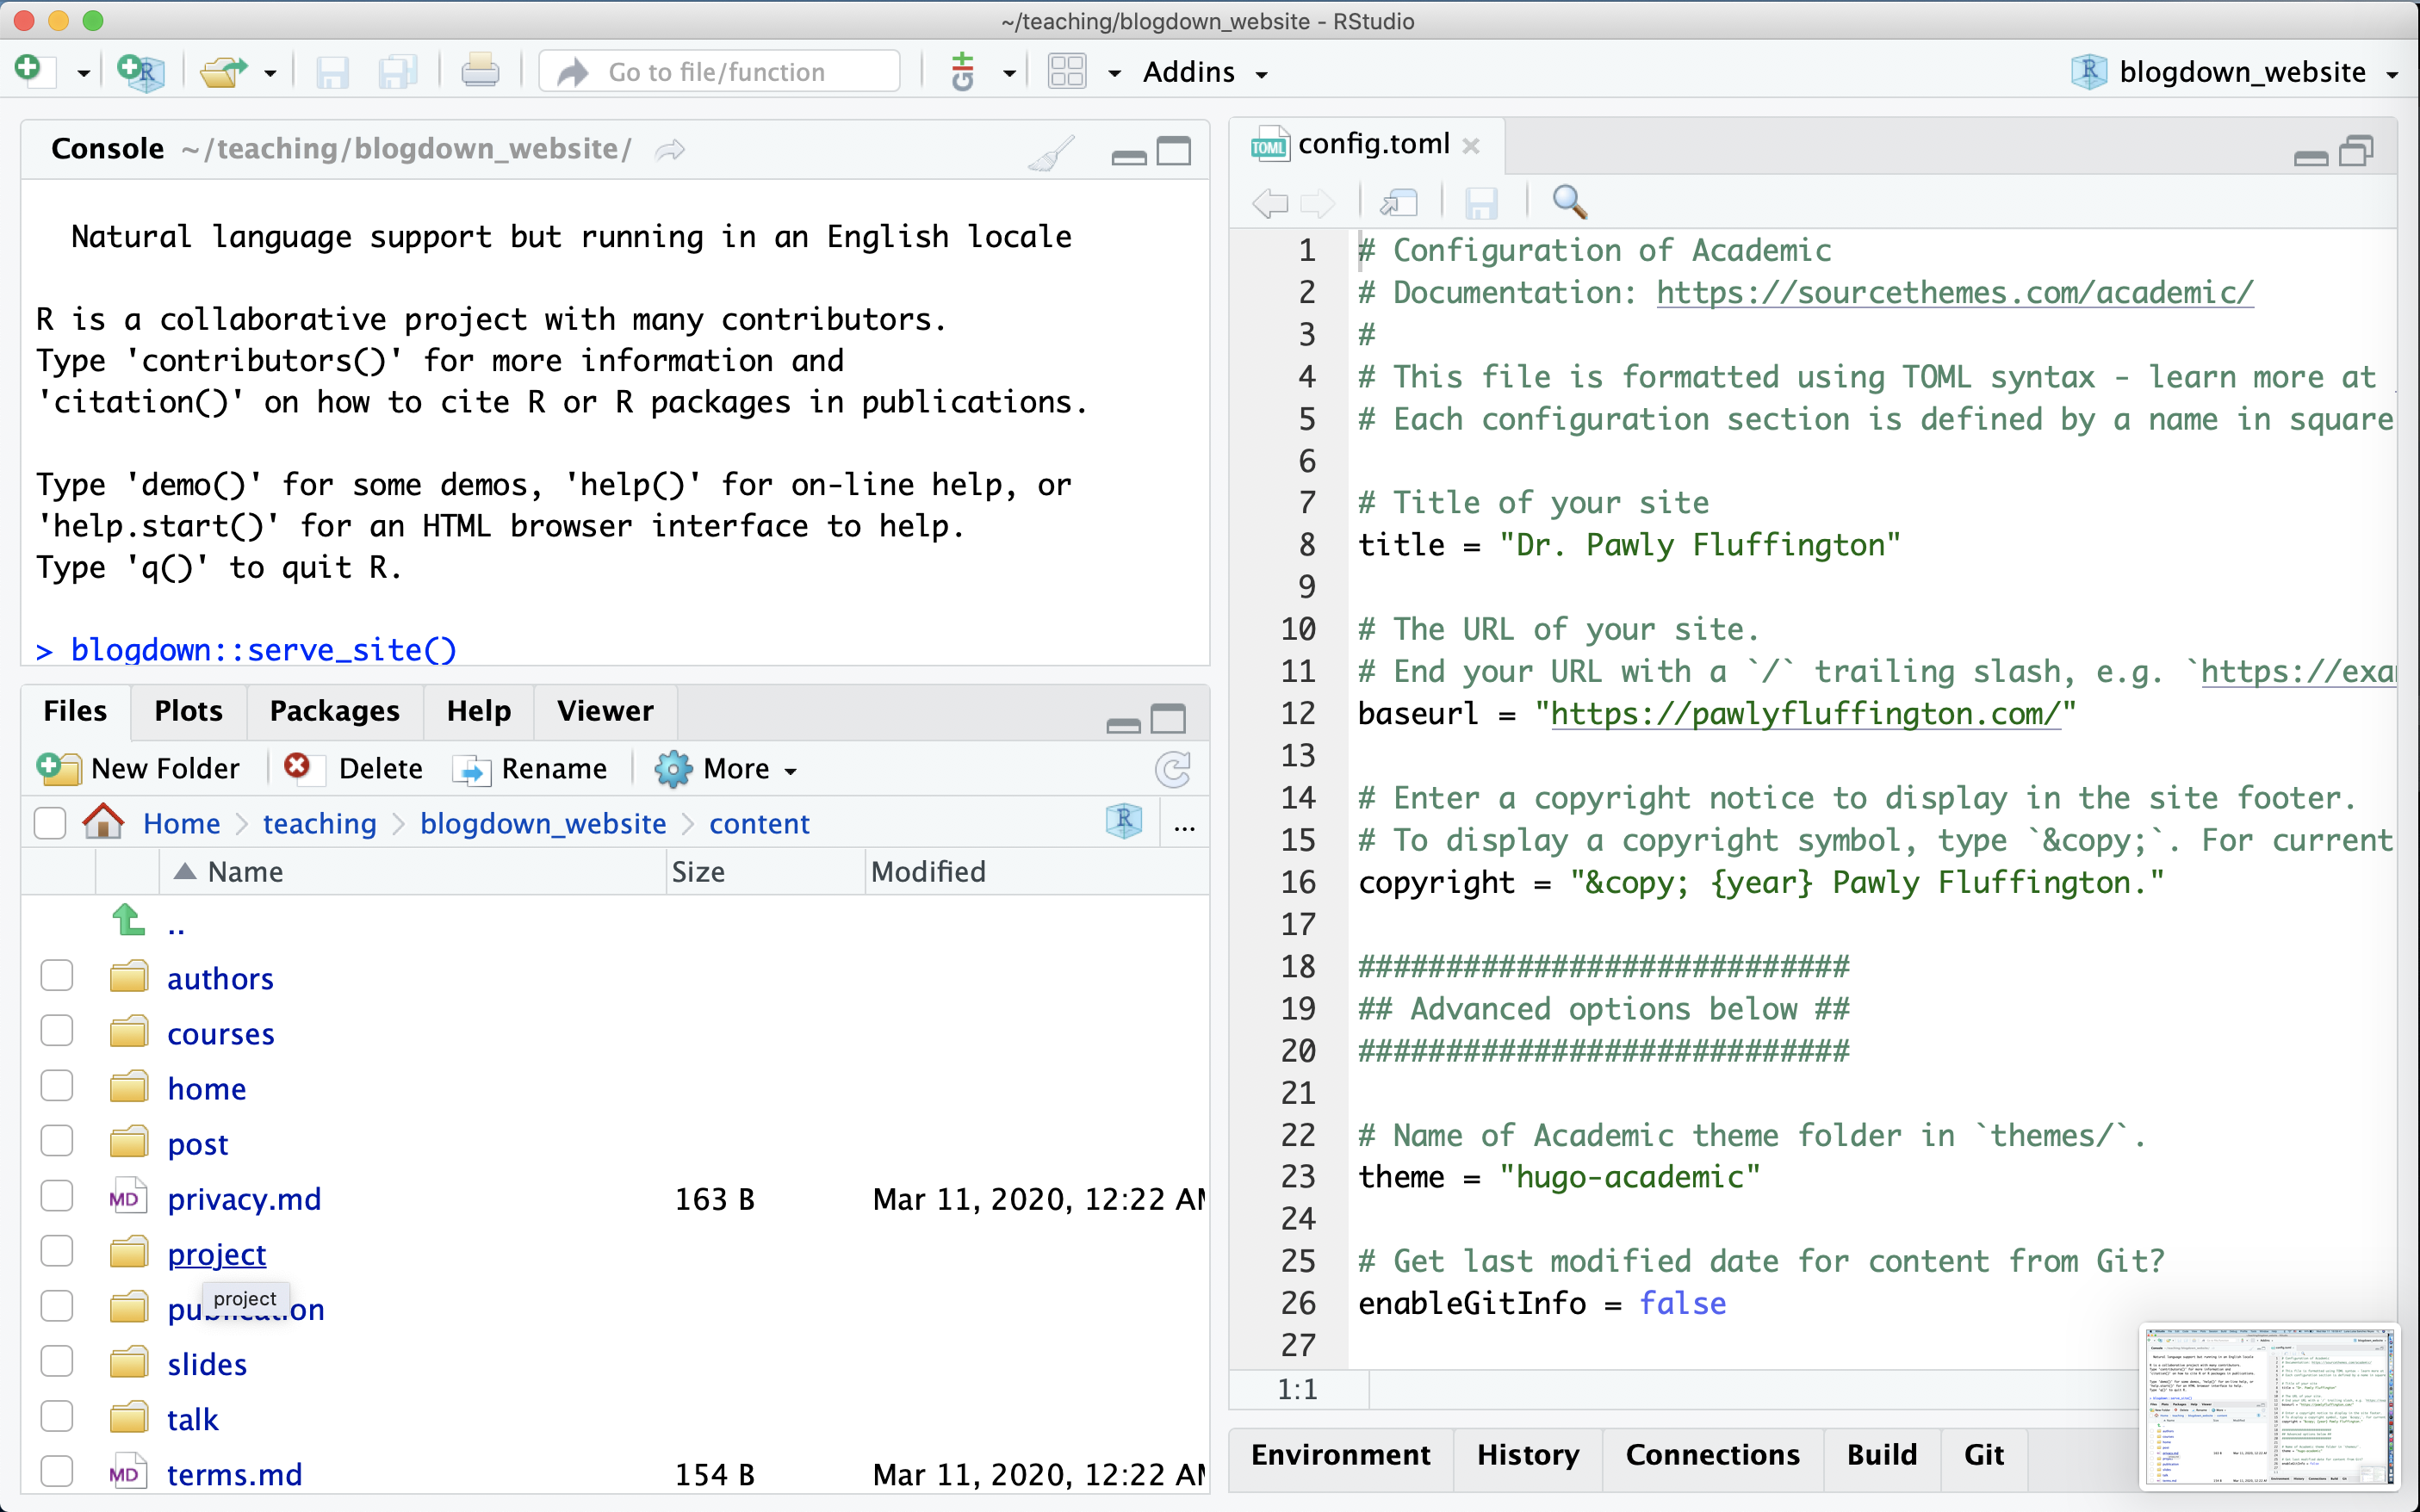 ~/teaching/blogdown_website - RStudio
Go to file/function
Addins
blogdown_website
Console ~/teaching/blogdown_website/
Natural language support but running in an English locale
R is a collaborative project with many contributors.
Type 'contributors()' for more information and
'citation()' on how to cite R or R packages in publications.
Type 'demo()' for some demos, 'help()' for on-line help, or
'help.start()' for an HTML browser interface to help.
Type 'q()' to quit R.
> blogdown::serve_site()
Files Plots Packages Help Viewer
New Folder Delete Rename More
Home teaching blogdown_website content ...
Name Size Modified
..
authors
courses
home
post
MD privacy.md 163 B Mar 11, 2020, 12:22 AM
project
project
publication
slides
talk
MD terms.md 154 B Mar 11, 2020, 12:22 AM
TOML config.toml
1 # Configuration of Academic
2 # Documentation: https://sourcethemes.com/academic/
3 #
4 # This file is formatted using TOML syntax - learn more at
5 # Each configuration section is defined by a name in square
6
7 # Title of your site
8 title = "Dr. Pawly Fluffington"
9
10 # The URL of your site.
11 # End your URL with a `/` trailing slash, e.g. `https://exa
12 baseurl = "https://pawlyfluffington.com/"
13
14 # Enter a copyright notice to display in the site footer.
15 # To display a copyright symbol, type `&copy;`. For current
16 copyright = "&copy; {year} Pawly Fluffington."
17
18 ############################
19 ## Advanced options below ##
20 ############################
21
22 # Name of Academic theme folder in `themes/`.
23 theme = "hugo-academic"
24
25 # Get last modified date for content from Git?
26 enableGitInfo = false
27
1:1
Environment History Connections Build Git